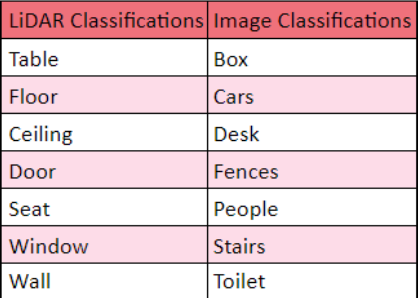 LiDAR Classifications Image Classifications
Table Box
Floor Cars
Ceiling Desk
Door Fences
Seat People
Window Stairs
Wall Toilet